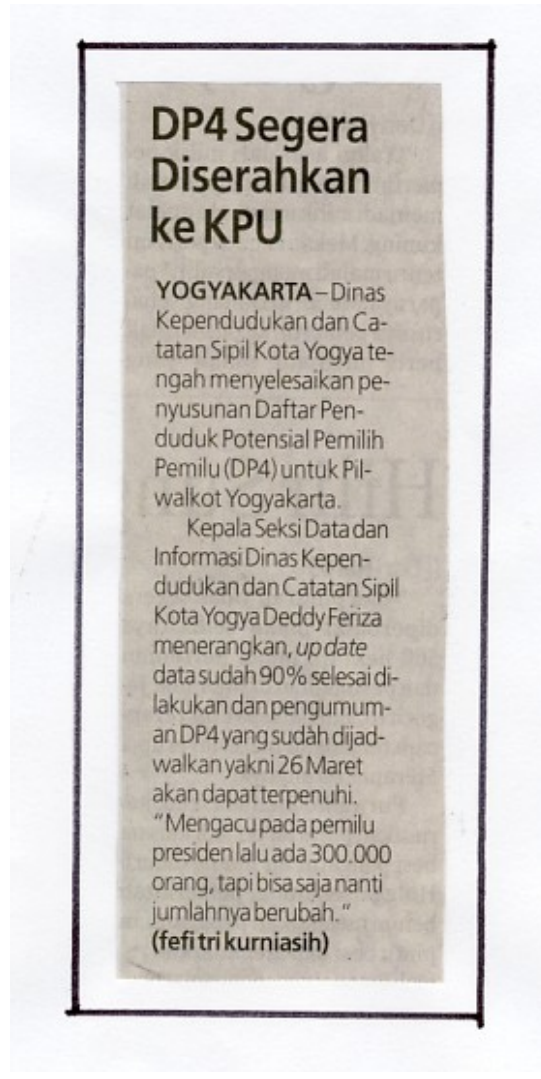 DP4 Segera
Diserahkan
ke KPU
YOGYAKARTA – Dinas
Kependudukan dan Ca-
tatan Sipil Kota Yogya te-
ngah menyelesaikan pe-
nyusunan Daftar Pen-
duduk Potensial Pemilih
Pemilu (DP4) untuk Pil-
walkot Yogyakarta.
Kepala Seksi Data dan
Informasi Dinas Kepen-
dudukan dan Catatan Sipil
Kota Yogya Deddy Feriza
menerangkan, up date
data sudah 90% selesai di-
lakukan dan pengumum-
an DP4 yang sudah dijad-
walkan yakni 26 Maret
akan dapat terpenuhi.
“Mengacu pada pemilu
presiden lalu ada 300.000
orang, tapi bisa saja nanti
jumlahnya berubah.”
(fefi tri kurniasih)